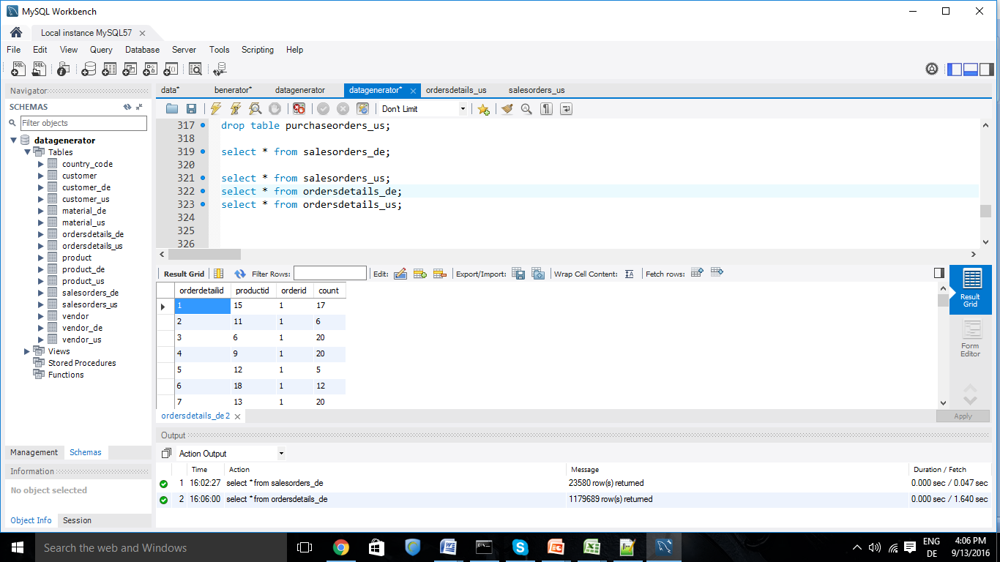 MySQL Workbench
Local instance MySQL57
File Edit View Query Database Server Tools Scripting Help
Navigator
SCHEMAS
Filter objects
datagenerator
Tables
country_code
customer
customer_de
customer_us
material_de
material_us
ordersdetails_de
ordersdetails_us
product
product_de
product_us
salesorders_de
salesorders_us
vendor
vendor_de
vendor_us
Views
Stored Procedures
Functions
Management Schemas
Information
No object selected
Object Info Session
data* benerator* datagenerator datagenerator* ordersdetails_us salesorders_us
Don't Limit
317 drop table purchaseorders_us;
318
319 select * from salesorders_de;
320
321 select * from salesorders_us;
322 select * from ordersdetails_de;
323 select * from ordersdetails_us;
324
325
326
Result Grid Filter Rows: Edit: Export/Import: Wrap Cell Content: Fetch rows:
orderdetailid productid orderid count
1 15 1 17
2 11 1 6
3 6 1 20
4 9 1 20
5 12 1 5
6 18 1 12
7 13 1 20
Result Grid
Form Editor
ordersdetails_de 2
Apply
Output
Action Output
Time Action Message Duration / Fetch
1 16:02:27 select * from salesorders_de 23580 row(s) returned 0.000 sec / 0.047 sec
2 16:06:00 select * from ordersdetails_de 1179689 row(s) returned 0.000 sec / 1.640 sec
Search the web and Windows
ENG 4:06 PM
DE 9/13/2016